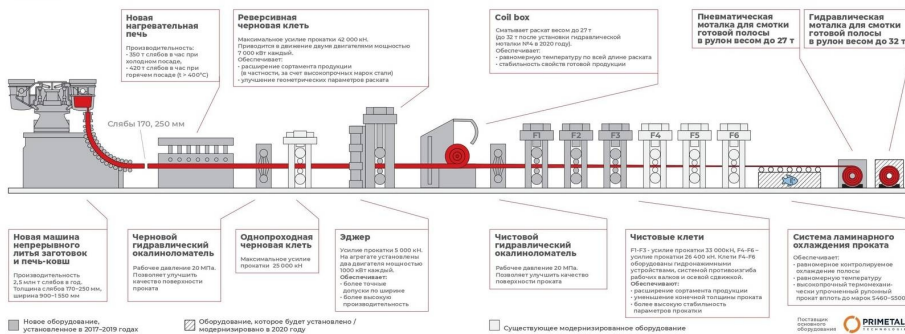 Новая
нагревательная
печь
Производительность:
• 350 т слябов в час при
холодном посаде,
• 420 т слябов в час при
горячем посаде (t > 400°C)
Реверсивная
черновая клеть
Максимальное усилие прокатки 42 000 кН.
Приводится в движение двумя двигателями мощностью
7 000 кВт каждый.
Обеспечивает:
• расширение сортамента продукции
(в частности, за счет высокопрочных марок стали)
• улучшение геометрических параметров раската
Coil box
Сматывает раскат весом до 27 т
(до 32 т после установки гидравлической
моталки №4 в 2020 году).
Обеспечивает:
• равномерную температуру по всей длине раската
• стабильность свойств готовой продукции
Пневматическая
моталка для смотки
готовой полосы
в рулон весом до 27 т
Гидравлическая
моталка для смотки
готовой полосы
в рулон весом до 32 т
Слябы 170, 250 мм
F1 F2 F3 F4 F5 F6
Новая машина
непрерывного
литья заготовок
и печь-ковш
Производительность
2,5 млн т слябов в год.
Толщина слябов 170–250 мм,
ширина 900–1 550 мм
Черновой
гидравлический
окалиноломатель
Рабочее давление 20 МПа.
Позволяет улучшить
качество поверхности
проката
Однопроходная
черновая клеть
Максимальное усилие
прокатки 25 000 кН
Эджер
Усилие прокатки 5 000 кН.
На агрегате установлены
два двигателя мощностью
1000 кВт каждый.
Обеспечивает:
• более точные
допуски по ширине
• более высокую
производительность
Чистовой
гидравлический
окалиноломатель
Рабочее давление 20 МПа.
Позволяет улучшить качество
поверхности проката
Чистовые клети
F1–F3 - усилие прокатки 33 000кН, F4–F6 –
усилие прокатки 26 400 кН. Клети F4–F6
оборудованы гидронажимными
устройствами, системой противоизгиба
рабочих валков и осевой сдвижкой.
Обеспечивают:
• расширение сортамента продукции
• уменьшение конечной толщины проката
• более высокую стабильность
параметров прокатки
Система ламинарного
охлаждения проката
Обеспечивает:
• равномерное контролируемое
охлаждение полосы
• равномерную температуру
• высокопрочный термомехани-
чески упрочненный рулонный
прокат вплоть до марок S460–S500
Новое оборудование,
установленное в 2017–2019 годах
Оборудование, которое будет установлено /
модернизировано в 2020 году
Существующее модернизированное оборудование
Поставщик
основного
оборудования
PRIMETAL
TECHNOLOGIE